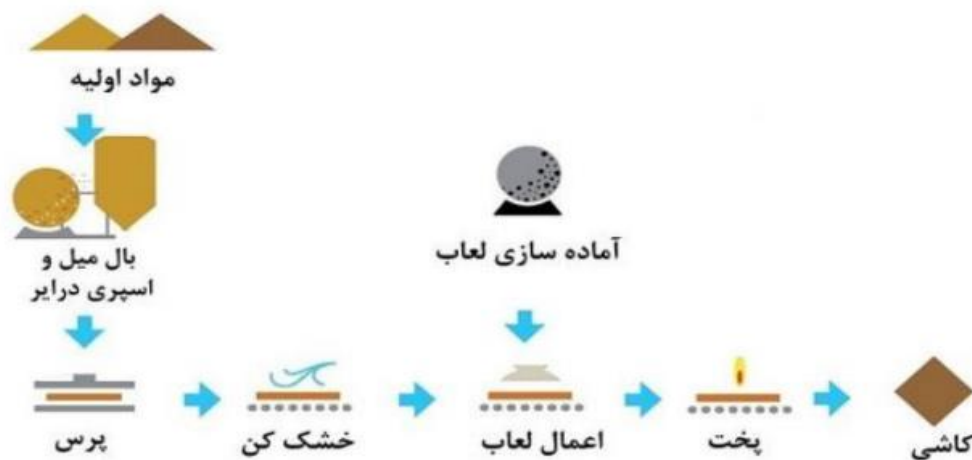 مواد اولیه
بال میل و
اسپری درایر
آماده سازی لعاب
پرس
خشک کن
اعمال لعاب
پخت
کاشی